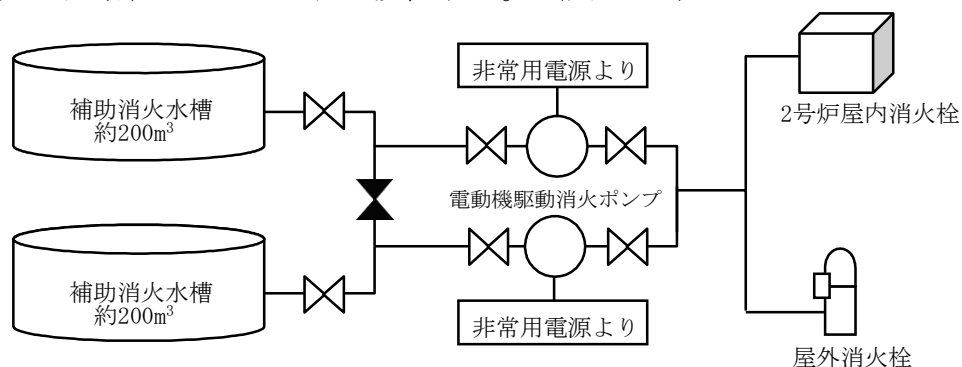 補助消火水槽
約200m³
非常用電源より
2号炉屋内消火栓
電動機駆動消火ポンプ
補助消火水槽
約200m³
非常用電源より
屋外消火栓